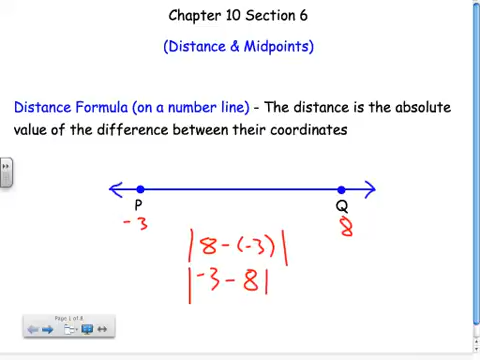 Chapter 10 Section 6
(Distance & Midpoints)
Distance Formula (on a number line) - The distance is the absolute
value of the difference between their coordinates
P Q
-3 8
|8-(-3)|
|-3-8|
Page 1 of 8